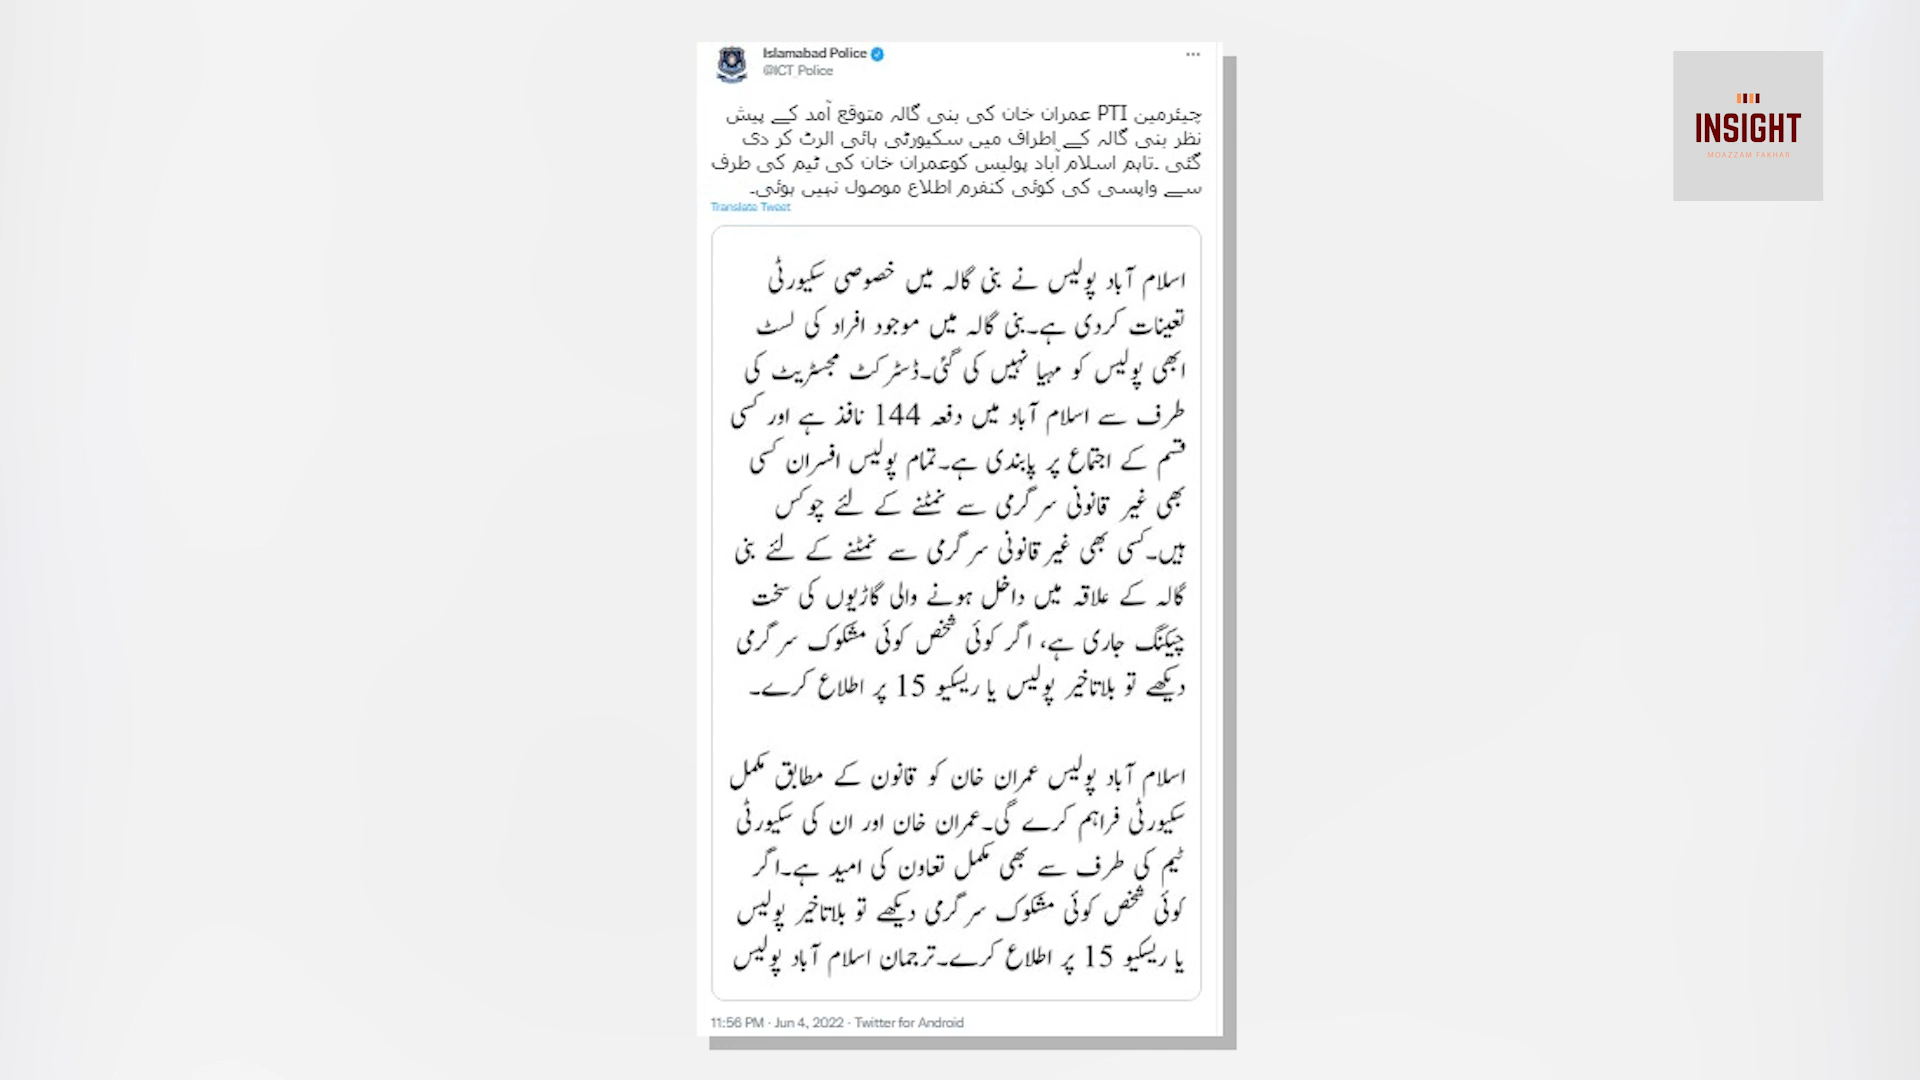 Islamabad Police
@ICT_Police
چیئرمین PTI عمران خان کی بنی گالہ متوقع آمد کے پیش
نظر بنی گالہ کے اطراف میں سکیورٹی ہائی الرٹ کر دی
گئی ۔تاہم اسلام آباد پولیس کوعمران خان کی ٹیم کی طرف
سے واپسی کی کوئی کنفرم اطلاع موصول نہیں ہوئی۔
Translate Tweet
اسلام آباد پولیس نے بنی گالہ میں خصوصی سکیورٹی
تعینات کردی ہے۔بنی گالہ میں موجود افراد کی لسٹ
ابھی پولیس کو مہیا نہیں کی گئی۔ڈسٹرکٹ مجسٹریٹ کی
طرف سے اسلام آباد میں دفعہ 144 نافذ ہے اور کسی
قسم کے اجتماع پر پابندی ہے۔تمام پولیس افسران کسی
بھی غیر قانونی سرگرمی سے نمٹنے کے لئے چوکس
ہیں۔کسی بھی غیر قانونی سرگرمی سے نمٹنے کے لئے بنی
گالہ کے علاقہ میں داخل ہونے والی گاڑیوں کی سخت
چیکنگ جاری ہے، اگر کوئی شخص کوئی مشکوک سرگرمی
دیکھے تو بلاتاخیر پولیس یا ریسکیو 15 پر اطلاع کرے۔
اسلام آباد پولیس عمران خان کو قانون کے مطابق مکمل
سکیورٹی فراہم کرے گی۔عمران خان اور ان کی سکیورٹی
ٹیم کی طرف سے بھی مکمل تعاون کی امید ہے۔اگر
کوئی شخص کوئی مشکوک سرگرمی دیکھے تو بلاتاخیر پولیس
یا ریسکیو 15 پر اطلاع کرے۔ترجمان اسلام آباد پولیس
11:56 PM · Jun 4, 2022 · Twitter for Android
INSIGHT
MOAZZAM FAKHAR